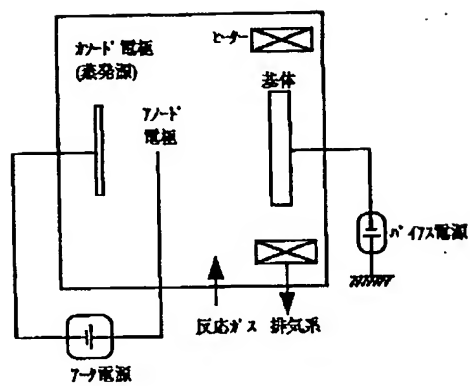 ヒーター
カソード電極
(蒸発源)
基体
アノード
電極
バイアス電源
反応ガス 排気系
アーク電源